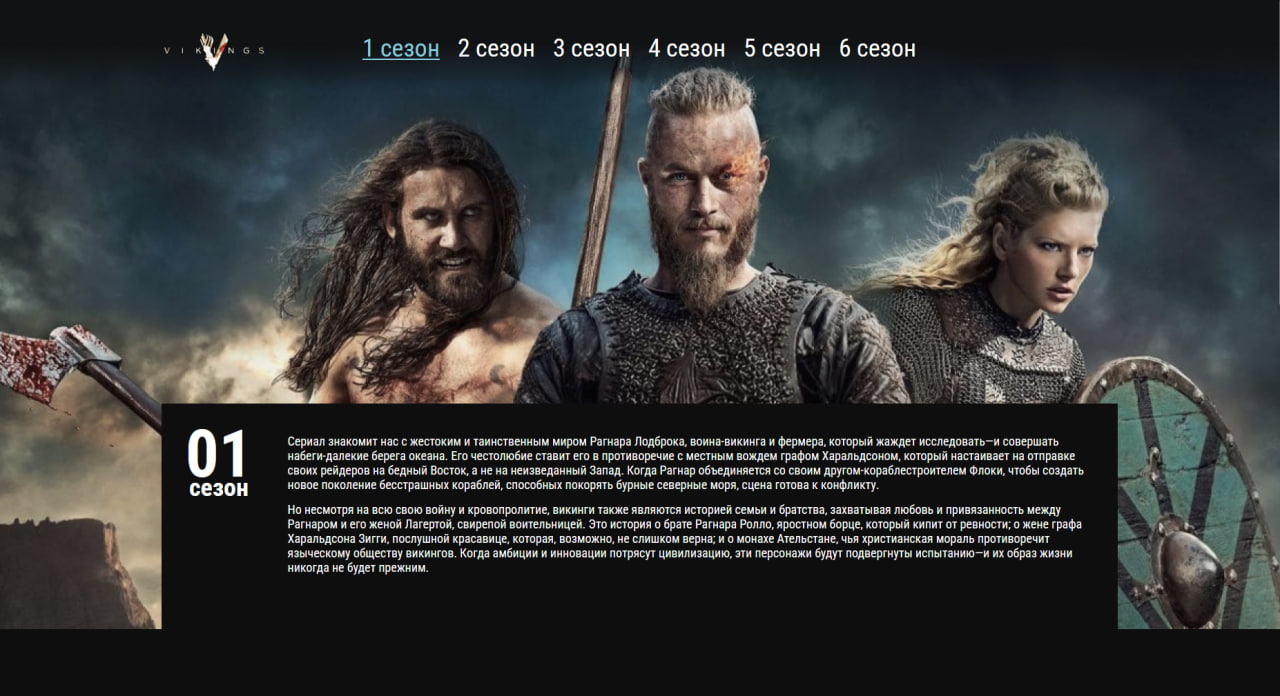 VIKINGS
1 сезон 2 сезон 3 сезон 4 сезон 5 сезон 6 сезон
01
сезон
Сериал знакомит нас с жестоким и таинственным миром Рагнара Лодброка, воина-викинга и фермера, который жаждет исследовать—и совершать
набеги-далекие берега океана. Его честолюбие ставит его в противоречие с местным вождем графом Харальдсоном, который настаивает на отправке
своих рейдеров на бедный Восток, а не на неизведанный Запад. Когда Рагнар объединяется со своим другом-кораблестроителем Флоки, чтобы создать
новое поколение бесстрашных кораблей, способных покорять бурные северные моря, сцена готова к конфликту.
Но несмотря на всю свою войну и кровопролитие, викинги также являются историей семьи и братства, захватывая любовь и привязанность между
Рагнаром и его женой Лагертой, свирепой воительницей. Это история о брате Рагнара Ролло, яростном борце, который кипит от ревности; о жене графа
Харальдсона Зигги, послушной красавице, которая, возможно, не слишком верна; и о монахе Ательстане, чья христианская мораль противоречит
языческому обществу викингов. Когда амбиции и инновации потрясут цивилизацию, эти персонажи будут подвергнуты испытанию—и их образ жизни
никогда не будет прежним.